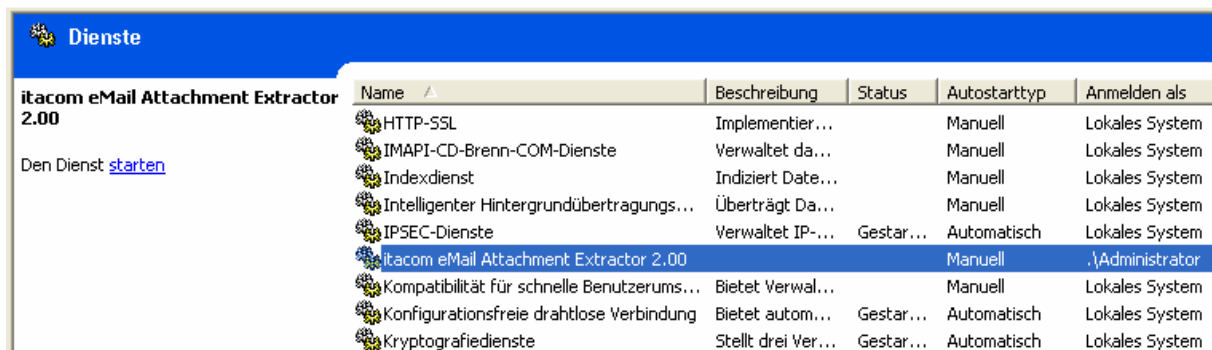 Dienste
itacom eMail Attachment Extractor
2.00
Den Dienst starten
Name Beschreibung Status Autostarttyp Anmelden als
HTTP-SSL Implementier... Manuell Lokales System
IMAPI-CD-Brenn-COM-Dienste Verwaltet da... Manuell Lokales System
Indexdienst Indiziert Date... Manuell Lokales System
Intelligenter Hintergrundübertragungs... Überträgt Da... Manuell Lokales System
IPSEC-Dienste Verwaltet IP-... Gestar... Automatisch Lokales System
itacom eMail Attachment Extractor 2.00 Manuell .\Administrator
Kompatibilität für schnelle Benutzerums... Bietet Verwal... Manuell Lokales System
Konfigurationsfreie drahtlose Verbindung Bietet autom... Gestar... Automatisch Lokales System
Kryptografiedienste Stellt drei Ver... Gestar... Automatisch Lokales System